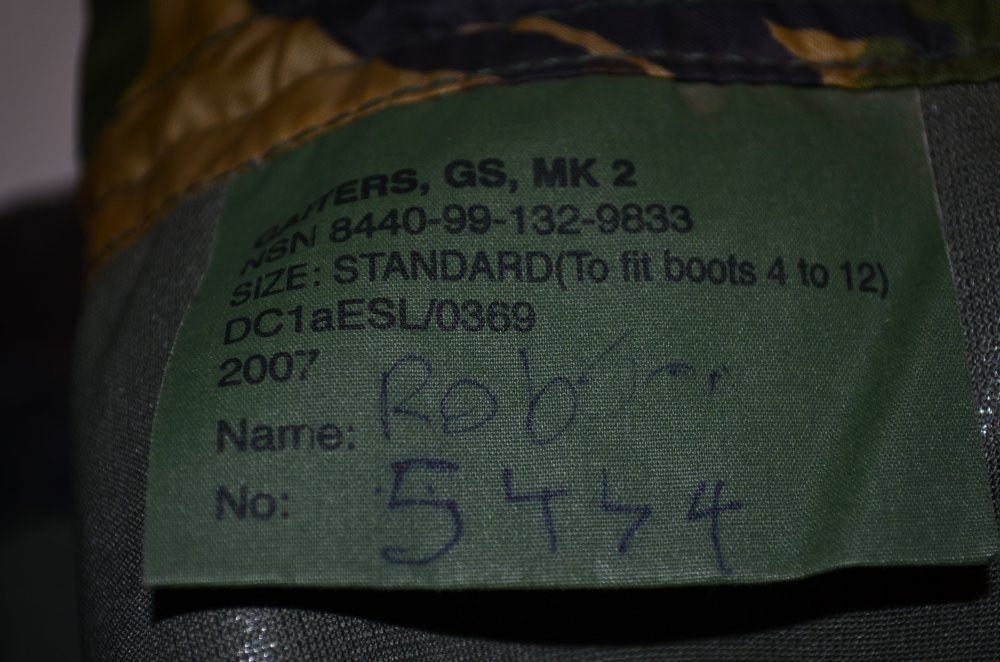 GAITERS, GS, MK 2
NSN 8440-99-132-9833
SIZE: STANDARD(To fit boots 4 to 12)
DC1aESL/0369
2007
Name:
No: 5444